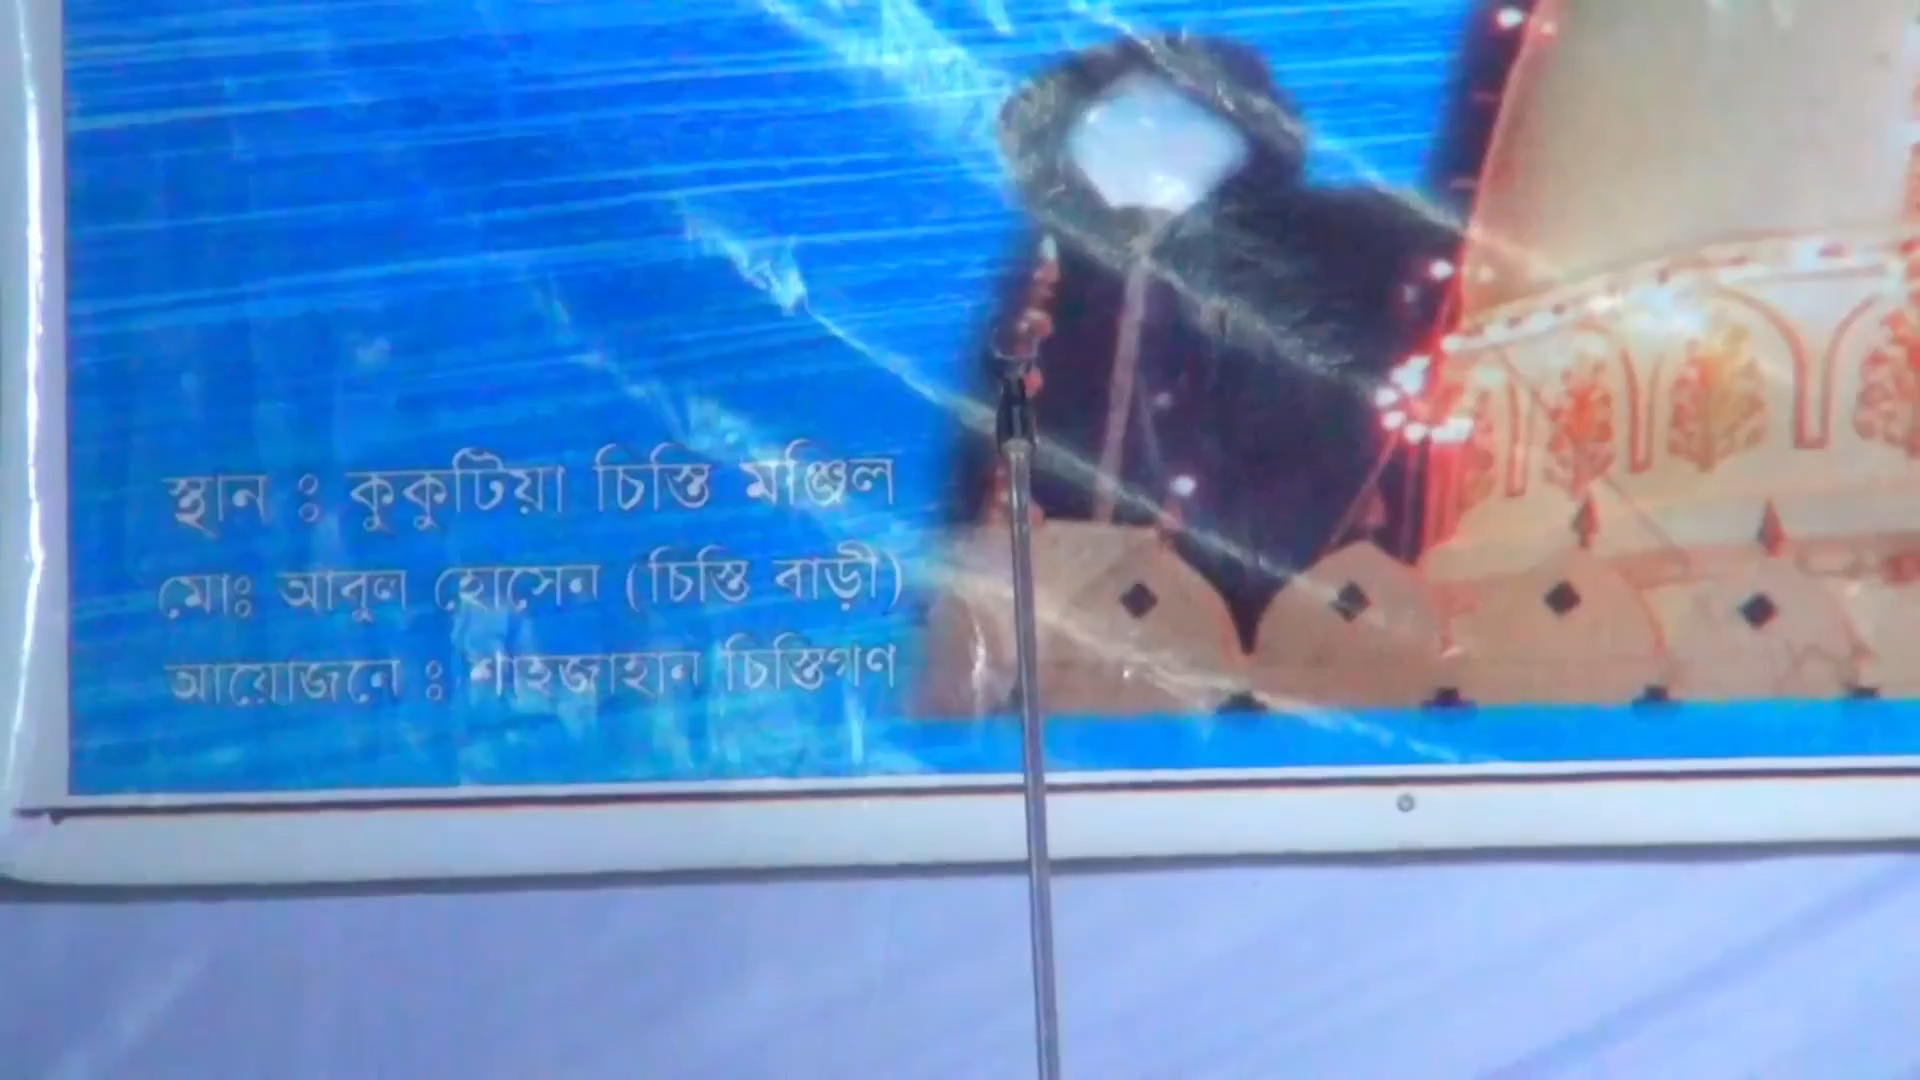 স্থান : কুকুটিয়া চিস্তি মঞ্জিল
মোঃ আবুল হোসেন (চিস্তি বাড়ী)
আয়োজনে : শাহজাহান চিস্তিগণ